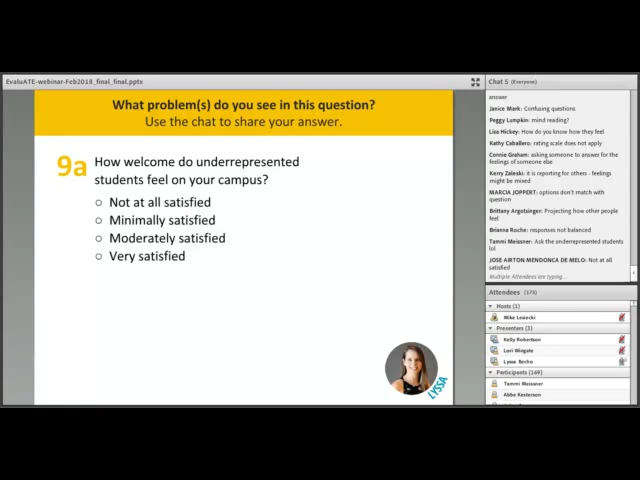 EvaluATE-webinar-Feb2018_final_final.pptx
What problem(s) do you see in this question?
Use the chat to share your answer.
9a
How welcome do underrepresented
students feel on your campus?
Not at all satisfied
Minimally satisfied
Moderately satisfied
Very satisfied
LYSSA
Chat 5 (Everyone)
answer
Janice Mark: Confusing questions
Peggy Lumpkin: mind reading?
Lisa Hickey: How do you know how they feel
Kathy Caballero: rating scale does not apply
Connie Graham: asking someone to answer for the
feelings of someone else
Kerry Zaleski: it is reporting for others - feelings
might be mixed
MARCIA JOPPERT: options don't match with
question
Brittany Argotsinger: Projecting how other people
feel
Brianna Roche: responses not balanced
Tammi Meissner: Ask the underrepresented students
lol
JOSE AIRTON MENDONCA DE MELO: Not at all
satisfied
Multiple Attendees are typing...
Attendees (173)
Hosts (1)
Mike Lesiecki
Presenters (3)
Kelly Robertson
Lori Wingate
Lyssa Becho
Participants (169)
Tammi Meissner
Abbe Kesterson